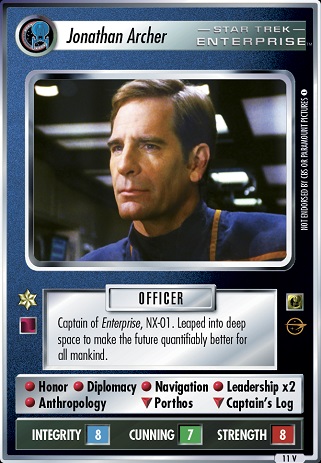 Jonathan Archer
STAR TREK
ENTERPRISE
NOT ENDORSED BY CBS OR PARAMOUNT PICTURES
OFFICER
Captain of Enterprise, NX-01. Leaped into deep
space to make the future quantifiably better for
all mankind.
Honor Diplomacy Navigation Leadership x2
Anthropology Porthos Captain's Log
INTEGRITY 8 CUNNING 7 STRENGTH 8
11 V